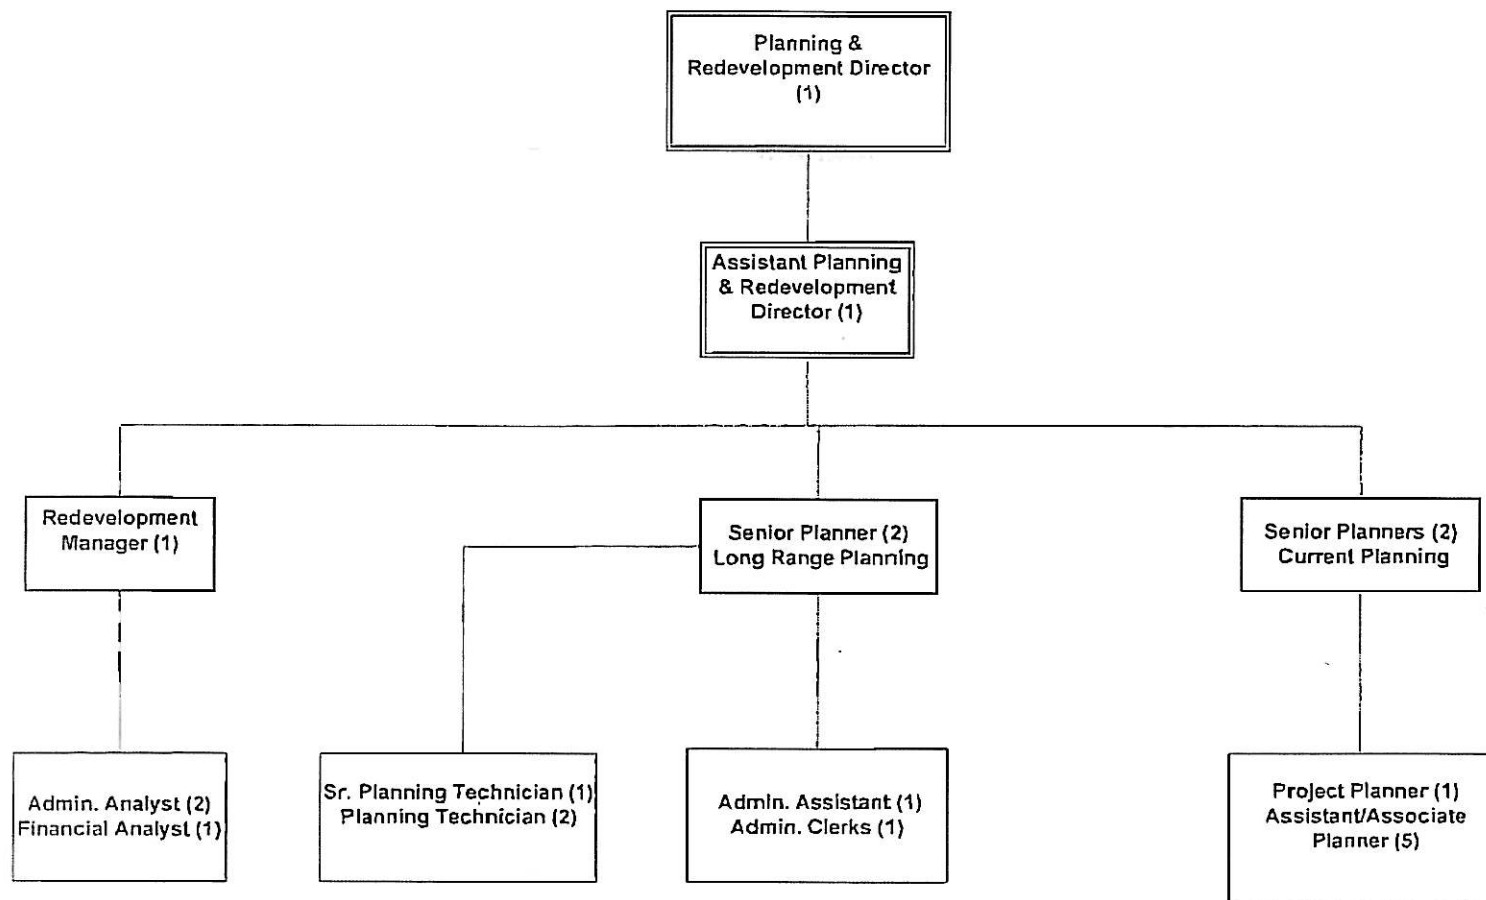 Planning &
Redevelopment Director
(1)
Assistant Planning
& Redevelopment
Director (1)
Redevelopment
Manager (1)
Senior Planner (2)
Long Range Planning
Senior Planners (2)
Current Planning
Admin. Analyst (2)
Financial Analyst (1)
Sr. Planning Technician (1)
Planning Technician (2)
Admin. Assistant (1)
Admin. Clerks (1)
Project Planner (1)
Assistant/Associate
Planner (5)